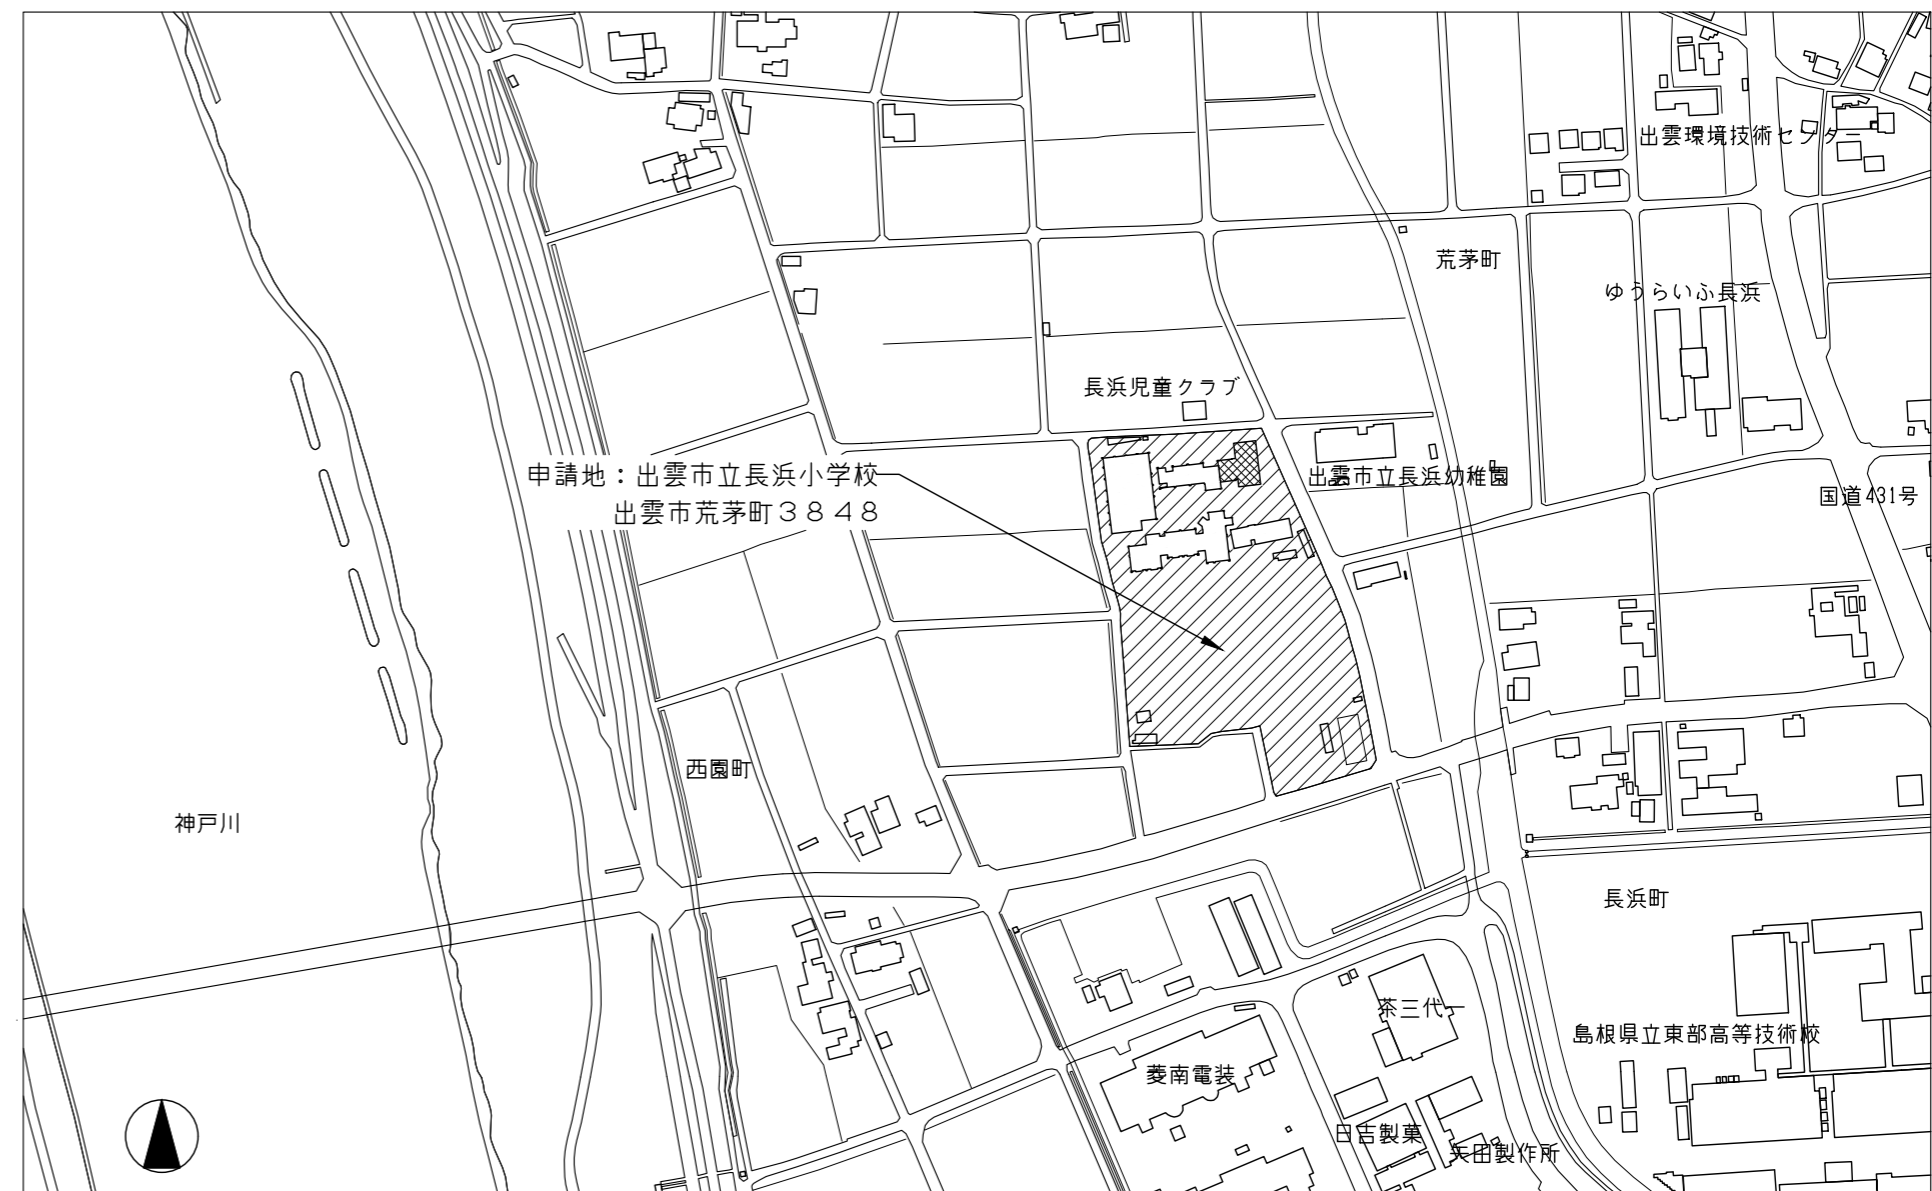 出雲環境技術センター
荒茅町
ゆうらいふ長浜
長浜児童クラブ
申請地：出雲市立長浜小学校
出雲市荒茅町３８４８
出雲市立長浜幼稚園
国道431号
西園町
神戸川
長浜町
茶三代一
島根県立東部高等技術校
菱南電装
日吉製菓
矢田製作所